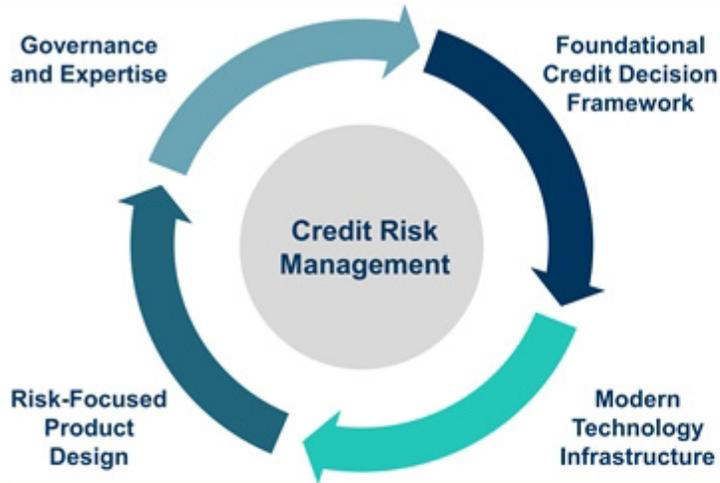 Governance
and Expertise
Foundational
Credit Decision
Framework
Credit Risk
Management
Risk-Focused
Product
Design
Modern
Technology
Infrastructure